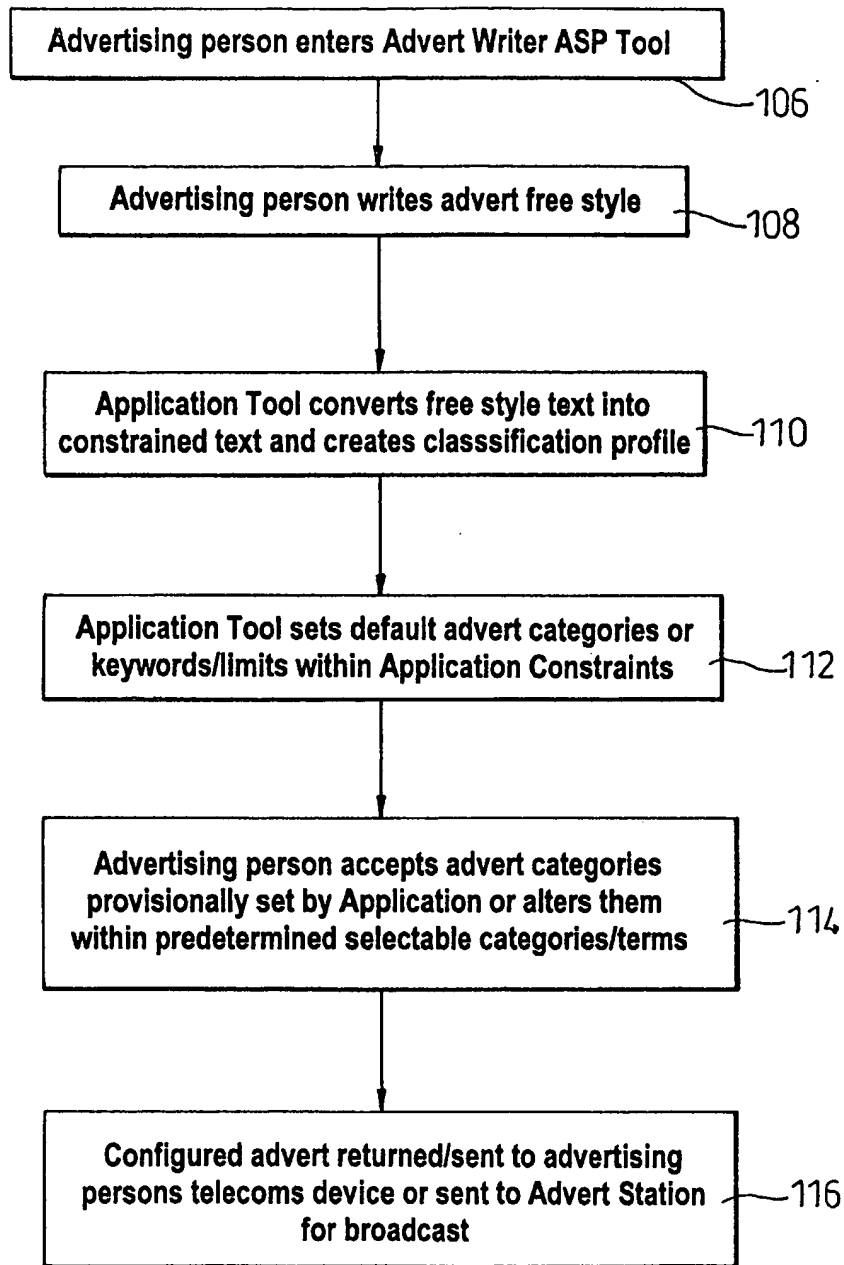 Advertising person enters Advert Writer ASP Tool
106
Advertising person writes advert free style
108
Application Tool converts free style text into
constrained text and creates classsification profile
110
Application Tool sets default advert categories or
keywords/limits within Application Constraints
112
Advertising person accepts advert categories
provisionally set by Application or alters them
within predetermined selectable categories/terms
114
Configured advert returned/sent to advertising
persons telecoms device or sent to Advert Station
for broadcast
116